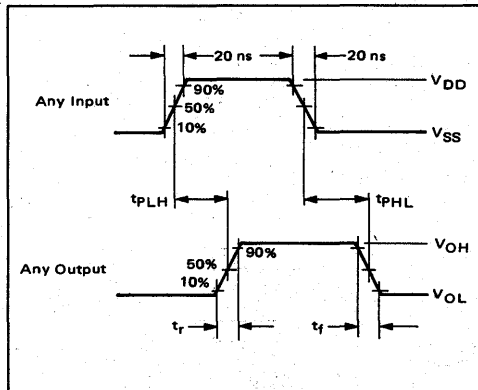 20 ns 20 ns
90% V_DD
Any Input 50%
10% V_SS
t_PLH t_PHL
90% V_OH
Any Output 50%
10% V_OL
t_r t_f